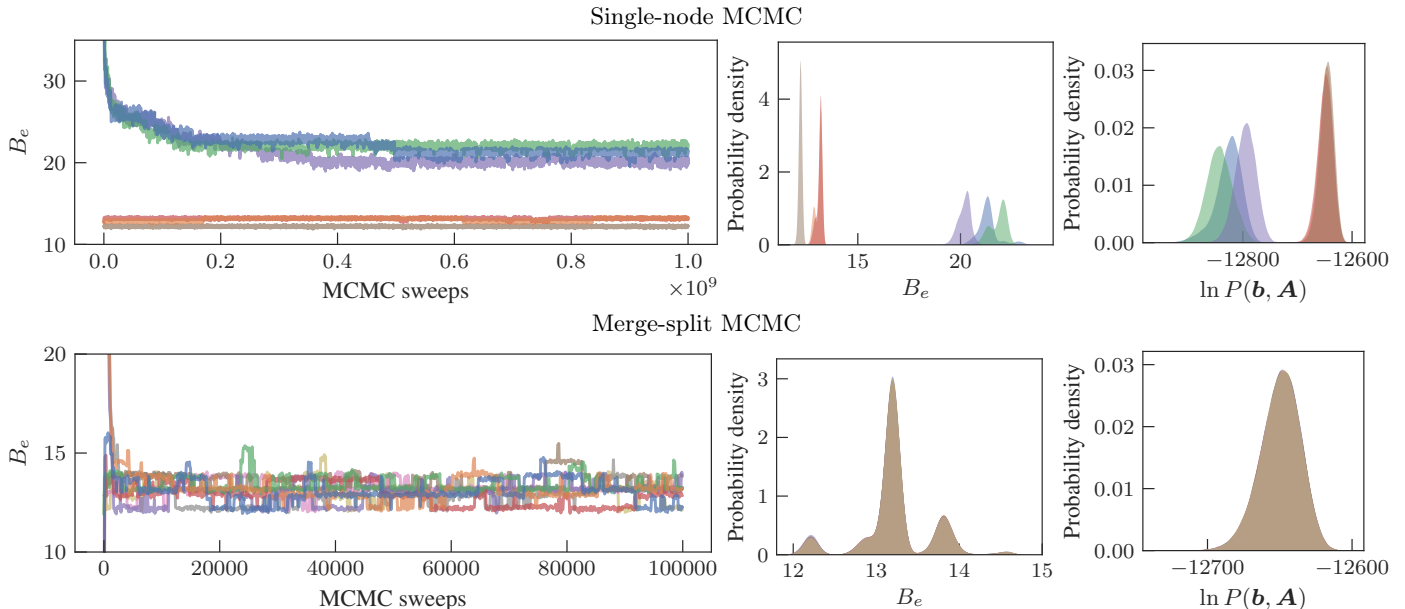 Single-node MCMC
B_e
30
20
10
0.0 0.2 0.4 0.6 0.8 1.0
×10^9
MCMC sweeps
Probability density
4
2
0
15 20
B_e
Probability density
0.03
0.02
0.01
0.00
−12800 −12600
ln P(b, A)
Merge-split MCMC
B_e
20
15
10
0 20000 40000 60000 80000 100000
MCMC sweeps
Probability density
3
2
1
0
12 13 14 15
B_e
Probability density
0.03
0.02
0.01
0.00
−12700 −12600
ln P(b, A)